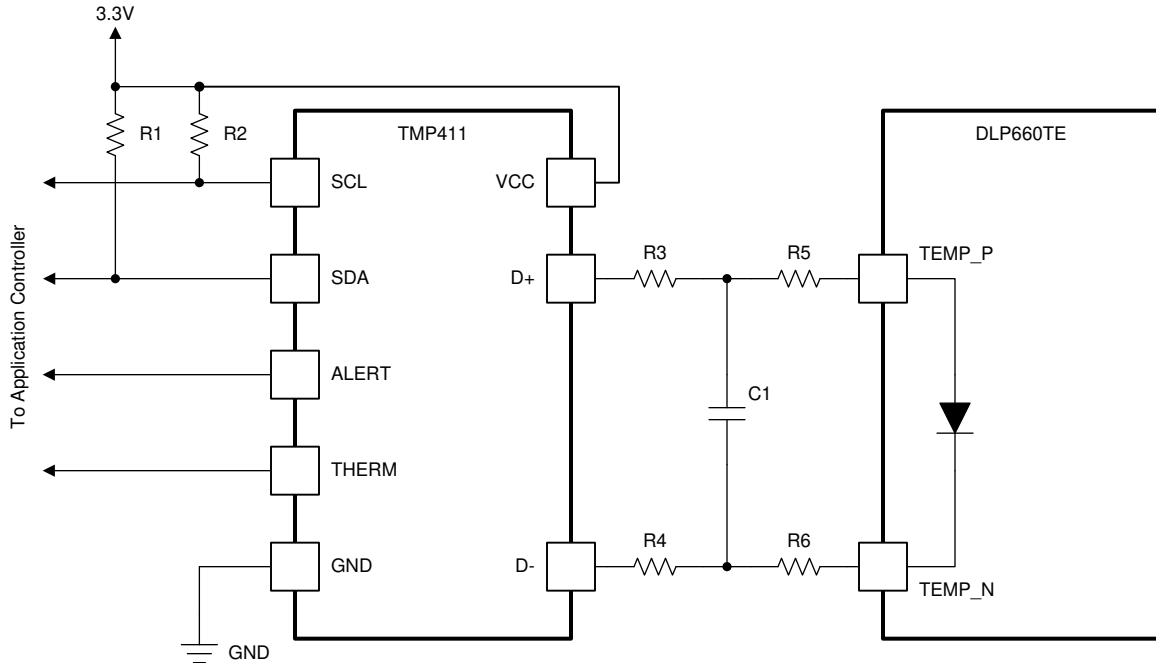 3.3V
R1
R2
TMP411
DLP660TE
SCL
VCC
SDA
D+
R3
R5
TEMP_P
To Application Controller
ALERT
C1
THERM
GND
D-
R4
R6
TEMP_N
GND